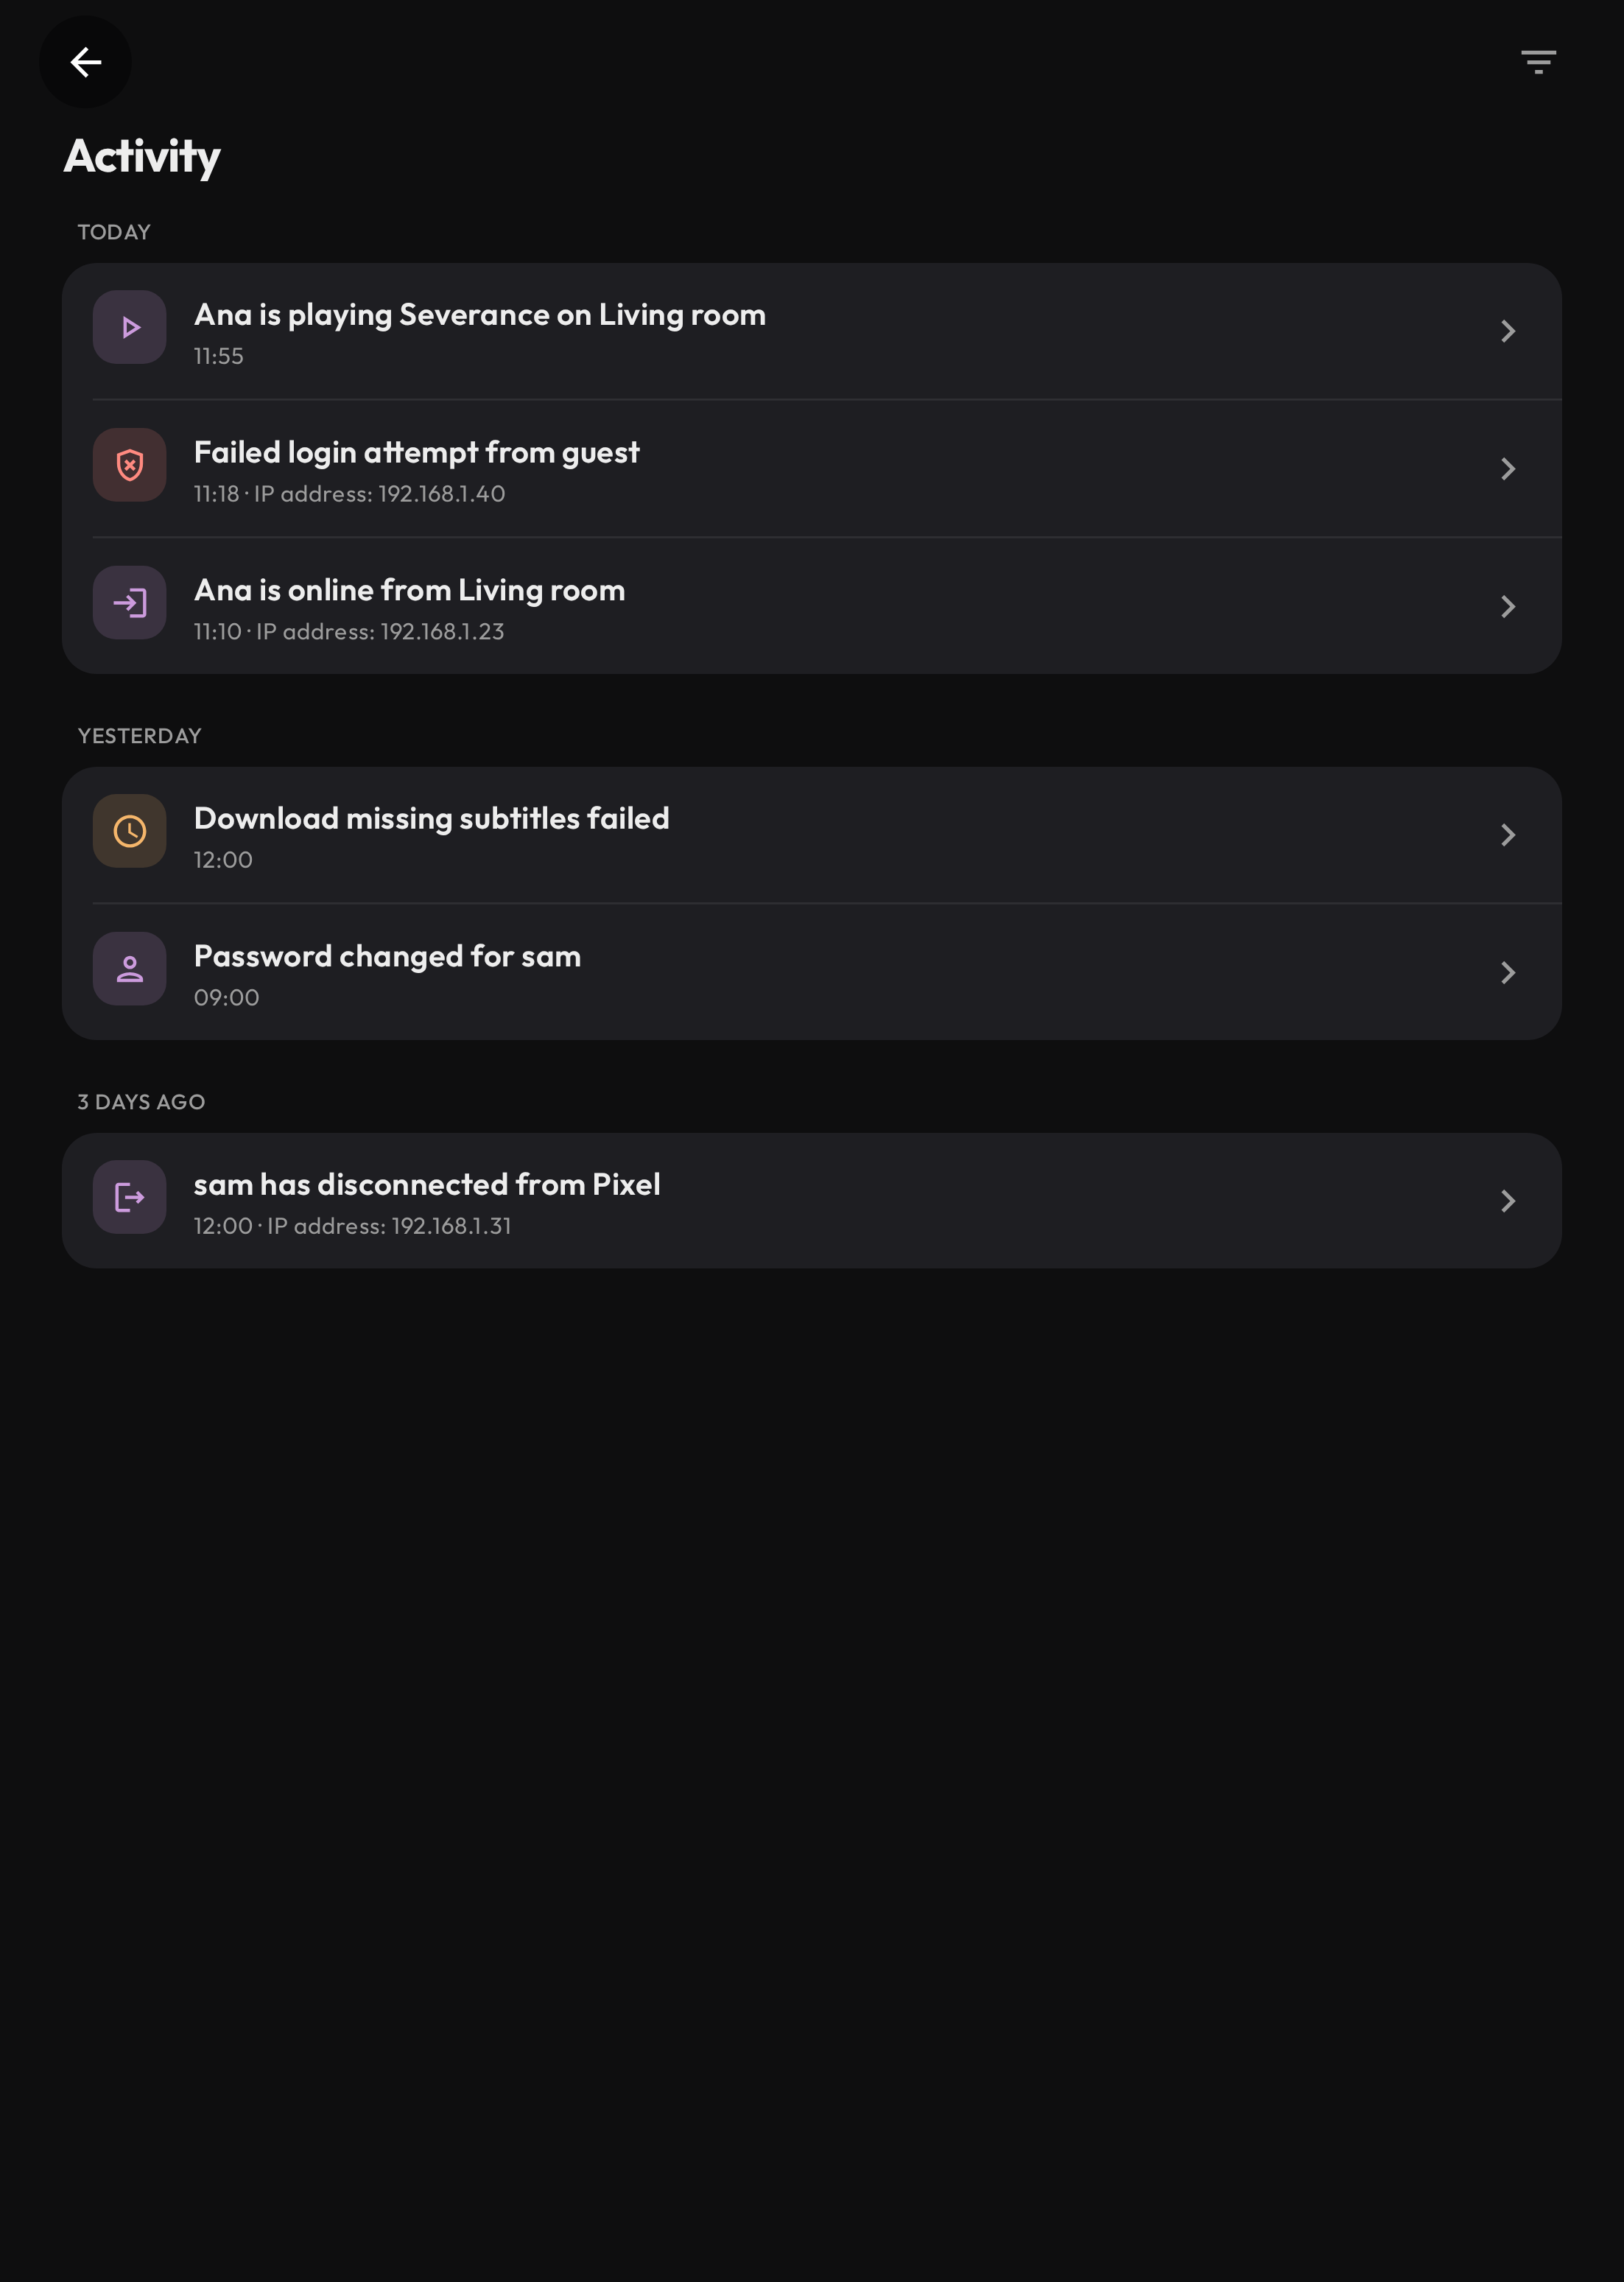 Activity
TODAY
Ana is playing Severance on Living room
11:55
Failed login attempt from guest
11:18 · IP address: 192.168.1.40
Ana is online from Living room
11:10 · IP address: 192.168.1.23
YESTERDAY
Download missing subtitles failed
12:00
Password changed for sam
09:00
3 DAYS AGO
sam has disconnected from Pixel
12:00 · IP address: 192.168.1.31